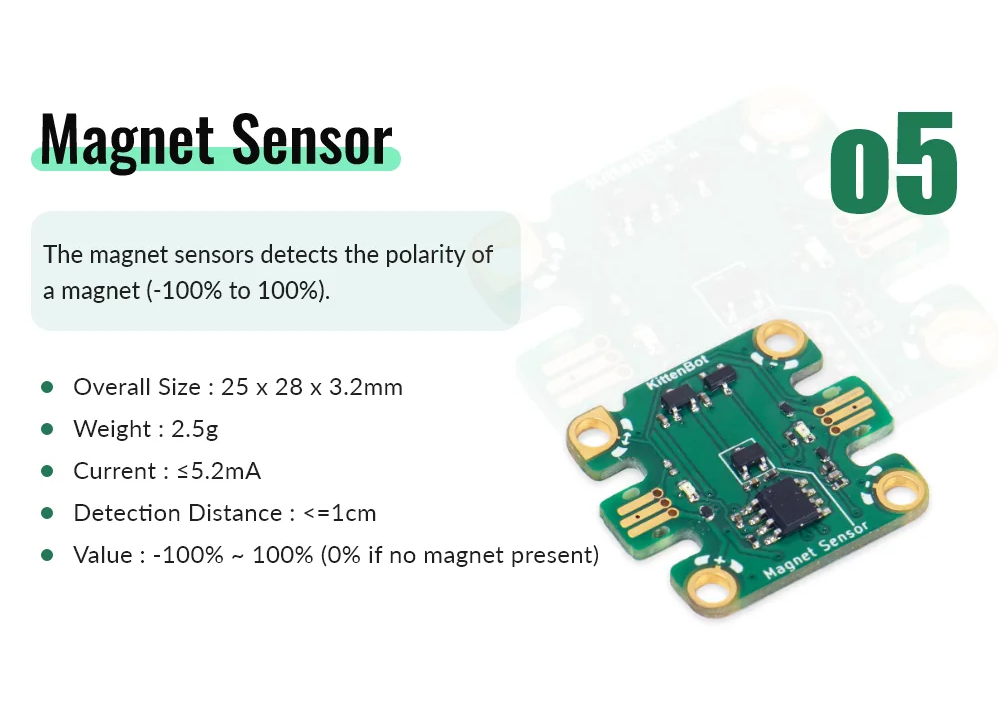 Magnet Sensor
05
The magnet sensors detects the polarity of
a magnet (-100% to 100%).
Overall Size : 25 x 28 x 3.2mm
Weight : 2.5g
Current : ≤5.2mA
Detection Distance : <=1cm
Value : -100% ~ 100% (0% if no magnet present)
KittenBot
Magnet Sensor
KittenBot